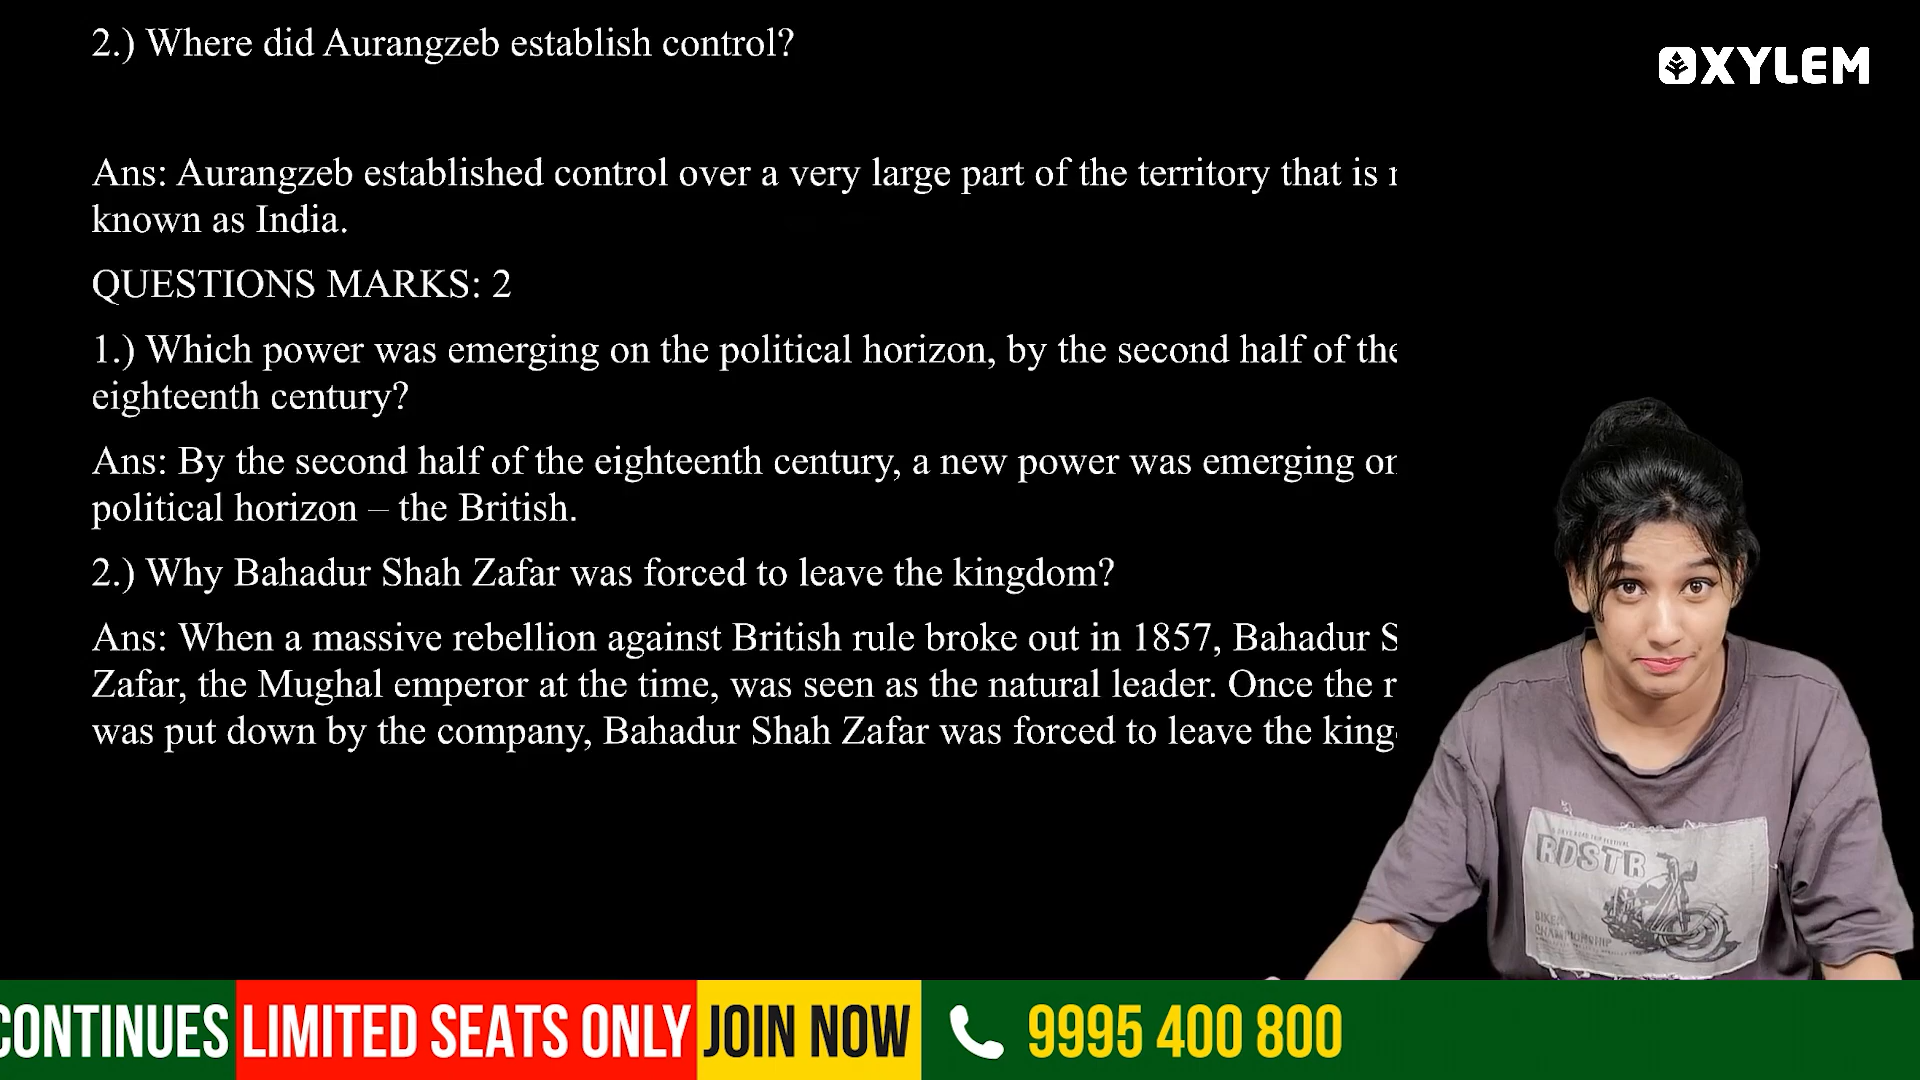 2.) Where did Aurangzeb establish control?
XYLEM
Ans: Aurangzeb established control over a very large part of the territory that is
known as India.
QUESTIONS MARKS: 2
1.) Which power was emerging on the political horizon, by the second half of the
eighteenth century?
Ans: By the second half of the eighteenth century, a new power was emerging on
political horizon – the British.
2.) Why Bahadur Shah Zafar was forced to leave the kingdom?
Ans: When a massive rebellion against British rule broke out in 1857, Bahadur S
Zafar, the Mughal emperor at the time, was seen as the natural leader. Once the r
was put down by the company, Bahadur Shah Zafar was forced to leave the king
RDSTR
BIKER
CHAMPIONSHIP
CONTINUES LIMITED SEATS ONLY JOIN NOW 9995 400 800